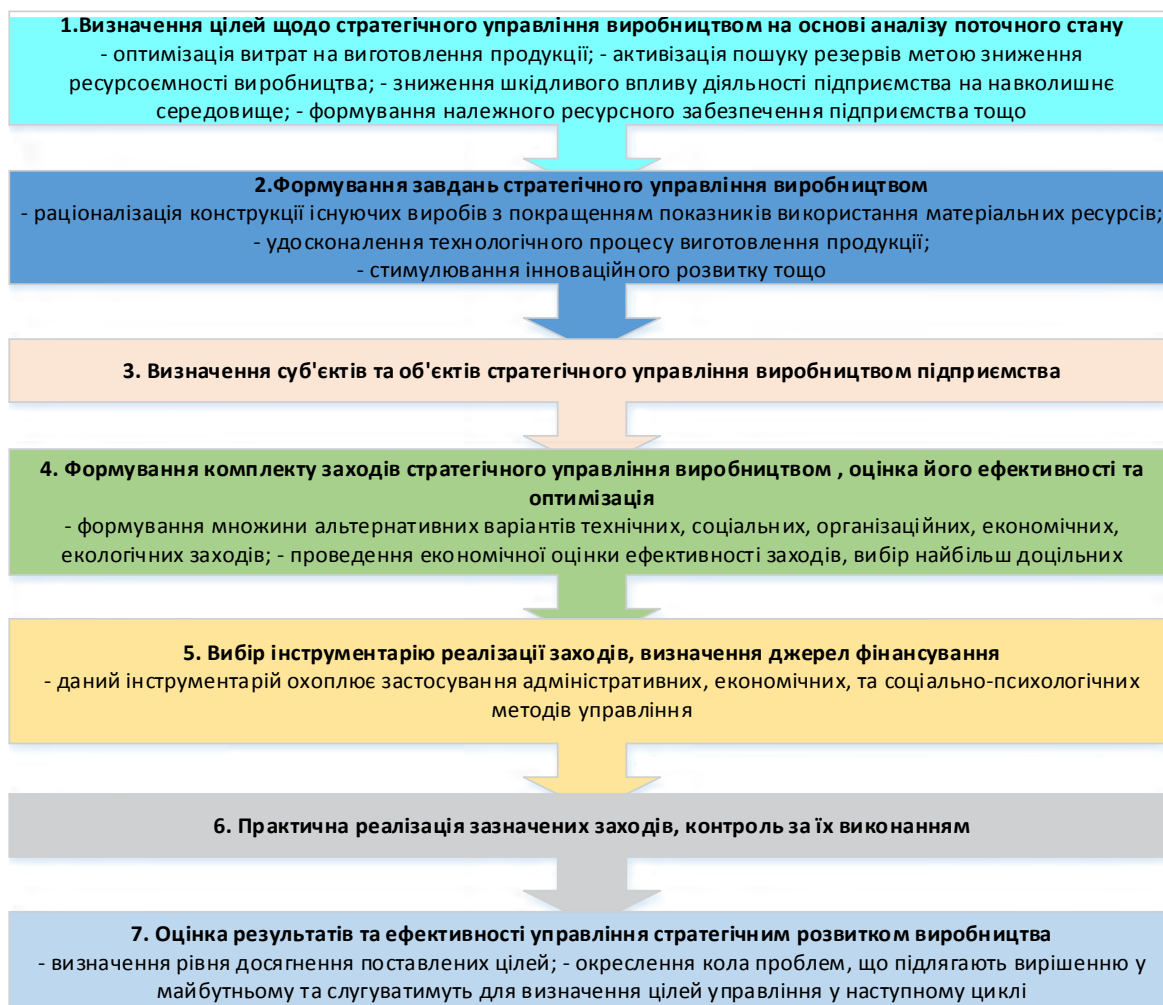 1.Визначення цілей щодо стратегічного управління виробництвом на основі аналізу поточного стану
- оптимізація витрат на виготовлення продукції; - активізація пошуку резервів метою зниження
ресурсоємності виробництва; - зниження шкідливого впливу діяльності підприємства на навколишнє
середовище; - формування належного ресурсного забезпечення підприємства тощо
2.Формування завдань стратегічного управління виробництвом
- раціоналізація конструкції існуючих виробів з покращенням показників використання матеріальних ресурсів;
- удосконалення технологічного процесу виготовлення продукції;
- стимулювання інноваційного розвитку тощо
3. Визначення суб'єктів та об'єктів стратегічного управління виробництвом підприємства
4. Формування комплекту заходів стратегічного управління виробництвом , оцінка його ефективності та
оптимізація
- формування множини альтернативних варіантів технічних, соціальних, організаційних, економічних,
екологічних заходів; - проведення економічної оцінки ефективності заходів, вибір найбільш доцільних
5. Вибір інструментарію реалізації заходів, визначення джерел фінансування
- даний інструментарій охоплює застосування адміністративних, економічних, та соціально-психологічних
методів управління
6. Практична реалізація зазначених заходів, контроль за їх виконанням
7. Оцінка результатів та ефективності управління стратегічним розвитком виробництва
- визначення рівня досягнення поставлених цілей; - окреслення кола проблем, що підлягають вирішенню у
майбутньому та слугуватимуть для визначення цілей управління у наступному циклі